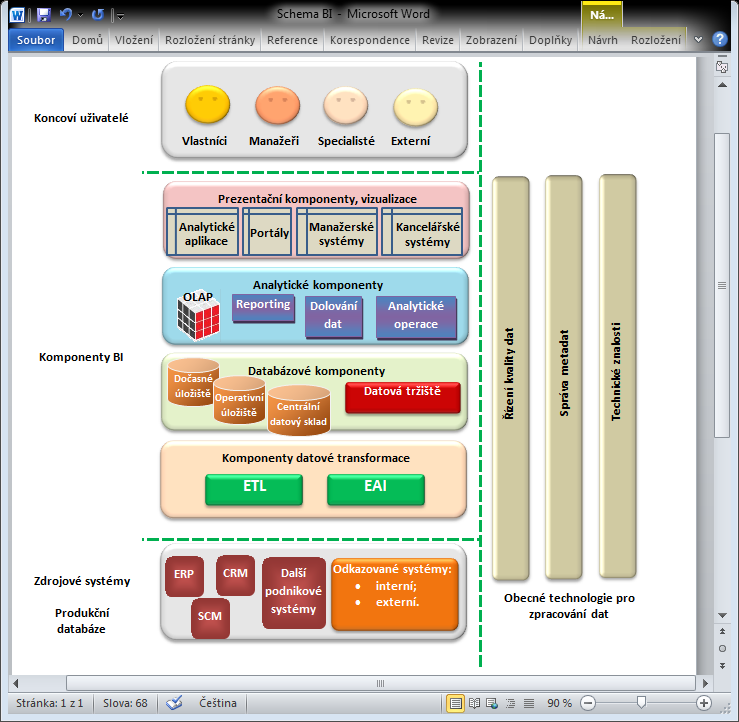 Schema BI - Microsoft Word
Ná...
Soubor Domů Vložení Rozložení stránky Reference Korespondence Revize Zobrazení Doplňky Návrh Rozložení
Koncoví uživatelé
Vlastníci Manažeři Specialisté Externí
Prezentační komponenty, vizualizace
Analytické
aplikace
Portály
Manažerské
systémy
Kancelářské
systémy
Komponenty BI
Analytické komponenty
OLAP
Reporting
Dolování
dat
Analytické
operace
Databázové komponenty
Dočasné
úložiště
Operativní
úložiště
Centrální
datový sklad
Datová tržiště
Komponenty datové transformace
ETL
EAI
Zdrojové systémy
Produkční
databáze
ERP
CRM
SCM
Další
podnikové
systémy
Odkazované systémy:
• interní;
• externí.
Řízení kvality dat
Správa metadat
Technické znalosti
Obecné technologie pro
zpracování dat
Stránka: 1 z 1 Slova: 68 Čeština 90 %